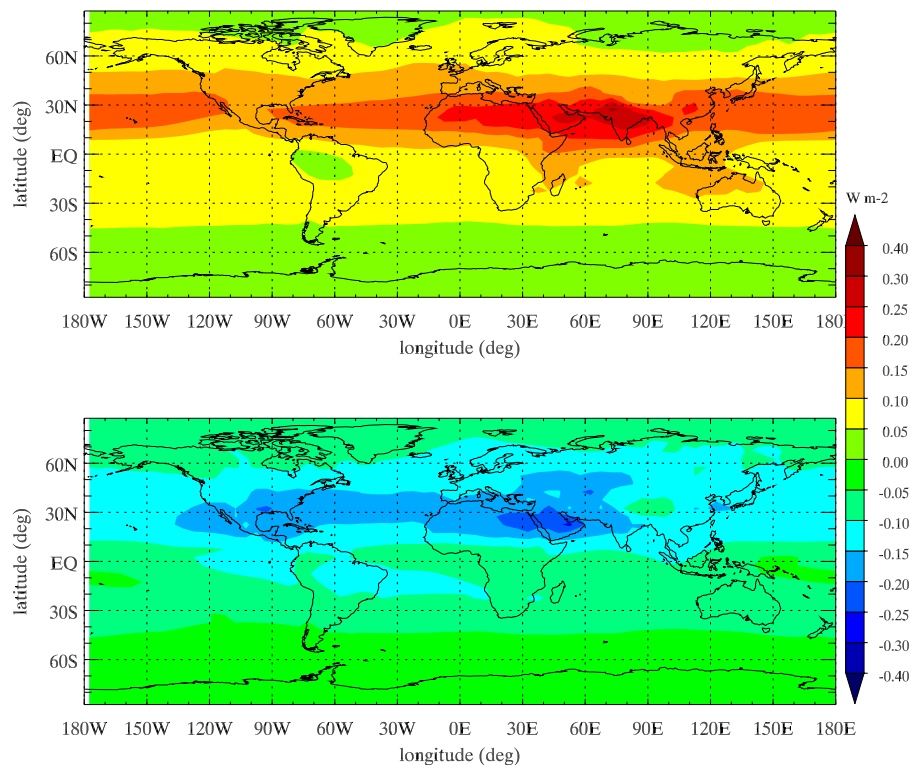 60N
30N
EQ
30S
60S
latitude (deg)
180W 150W 120W 90W 60W 30W 0E 30E 60E 90E 120E 150E 180E
longitude (deg)
W m-2
0.40
0.30
0.25
0.20
0.15
0.10
0.05
0.00
-0.05
-0.10
-0.15
-0.20
-0.25
-0.30
-0.40
60N
30N
EQ
30S
60S
latitude (deg)
180W 150W 120W 90W 60W 30W 0E 30E 60E 90E 120E 150E 180E
longitude (deg)